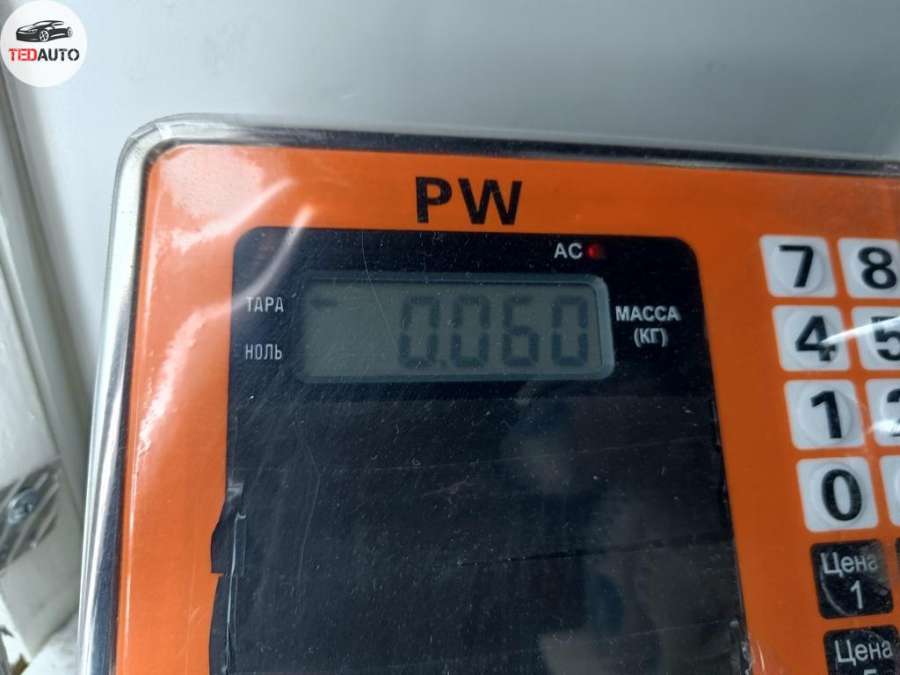 TEDAUTO
PW
AC
ТАРА
НОЛЬ
0.060
МАССА
(КГ)
7 8
4 5
1 2
0
Цена
1
Цена